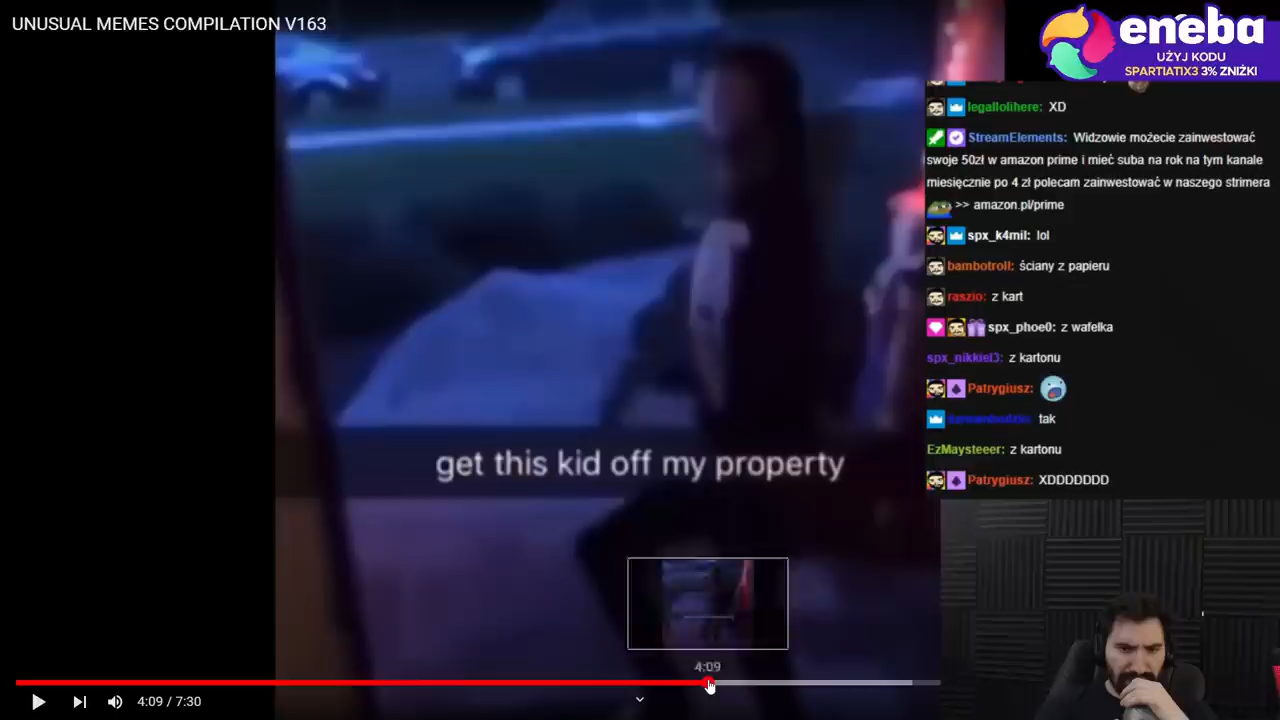 UNUSUAL MEMES COMPILATION V163
eneba
UŻYJ KODU
SPARTIATIX3 3% ZNIŻKI
legallolihere: XD
StreamElements: Widzowie możecie zainwestować
swoje 50zł w amazon prime i mieć suba na rok na tym kanale
miesięcznie po 4 zł polecam zainwestować w naszego strimera
>> amazon.pl/prime
spx_k4mil: lol
bambotroll: ściany z papieru
raszio: z kart
spx_phoe0: z wafelka
spx_nikkiel3: z kartonu
Patrygiusz:
tak
EzMaysteeer: z kartonu
Patrygiusz: XDDDDDDD
get this kid off my property
4:09
4:09 / 7:30